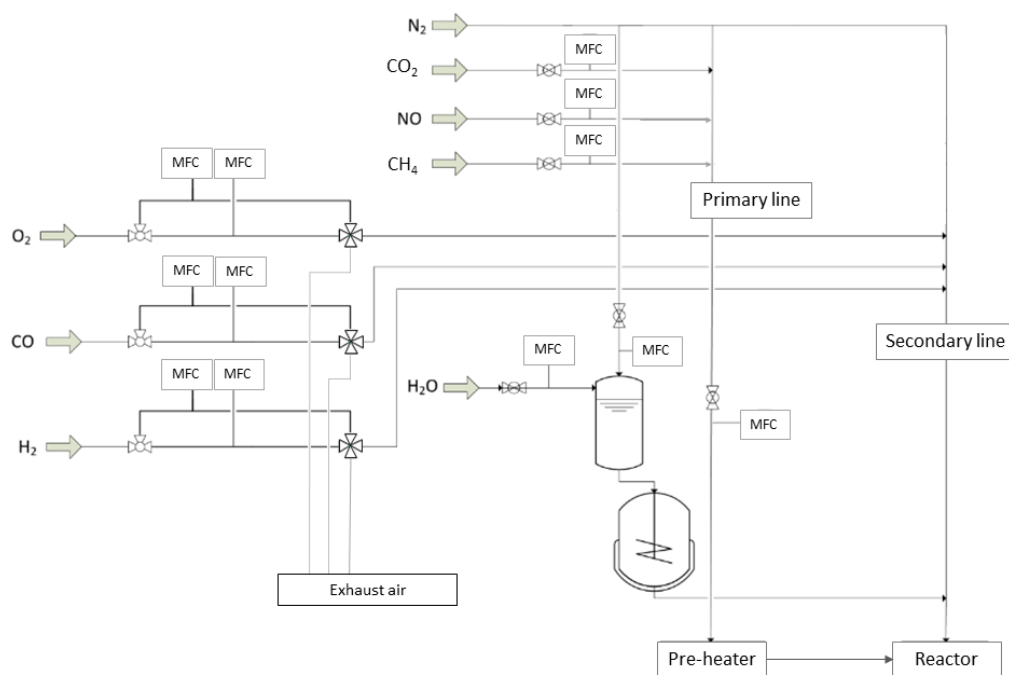 N₂
MFC
CO₂
MFC
NO
MFC
CH₄
MFC MFC
Primary line
O₂
MFC MFC
CO
Secondary line
MFC
MFC
H₂O
MFC MFC
MFC
H₂
Exhaust air
Pre-heater
Reactor